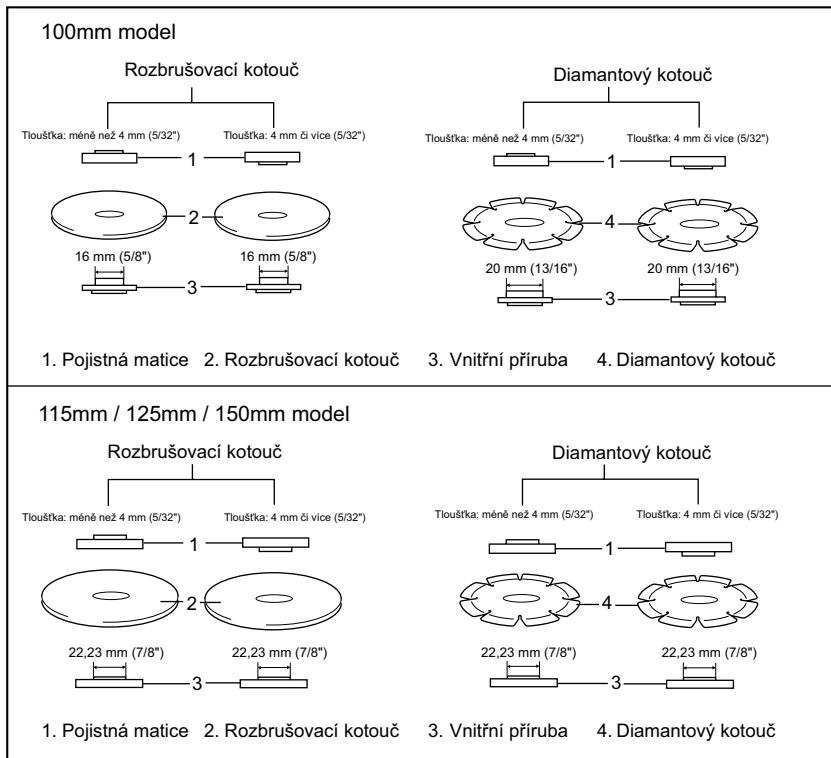 100mm model
Rozbrušovací kotouč
Diamantový kotouč
Tloušťka: méně než 4 mm (5/32") Tloušťka: 4 mm či více (5/32")
Tloušťka: méně než 4 mm (5/32") Tloušťka: 4 mm či více (5/32")
1
1
2
4
16 mm (5/8") 16 mm (5/8")
20 mm (13/16") 20 mm (13/16")
3
3
1. Pojistná matice 2. Rozbrušovací kotouč 3. Vnitřní příruba 4. Diamantový kotouč
115mm / 125mm / 150mm model
Rozbrušovací kotouč
Diamantový kotouč
Tloušťka: méně než 4 mm (5/32") Tloušťka: 4 mm či více (5/32")
Tloušťka: méně než 4 mm (5/32") Tloušťka: 4 mm či více (5/32")
1
1
2
4
22,23 mm (7/8") 22,23 mm (7/8")
22,23 mm (7/8") 22,23 mm (7/8")
3
3
1. Pojistná matice 2. Rozbrušovací kotouč 3. Vnitřní příruba 4. Diamantový kotouč